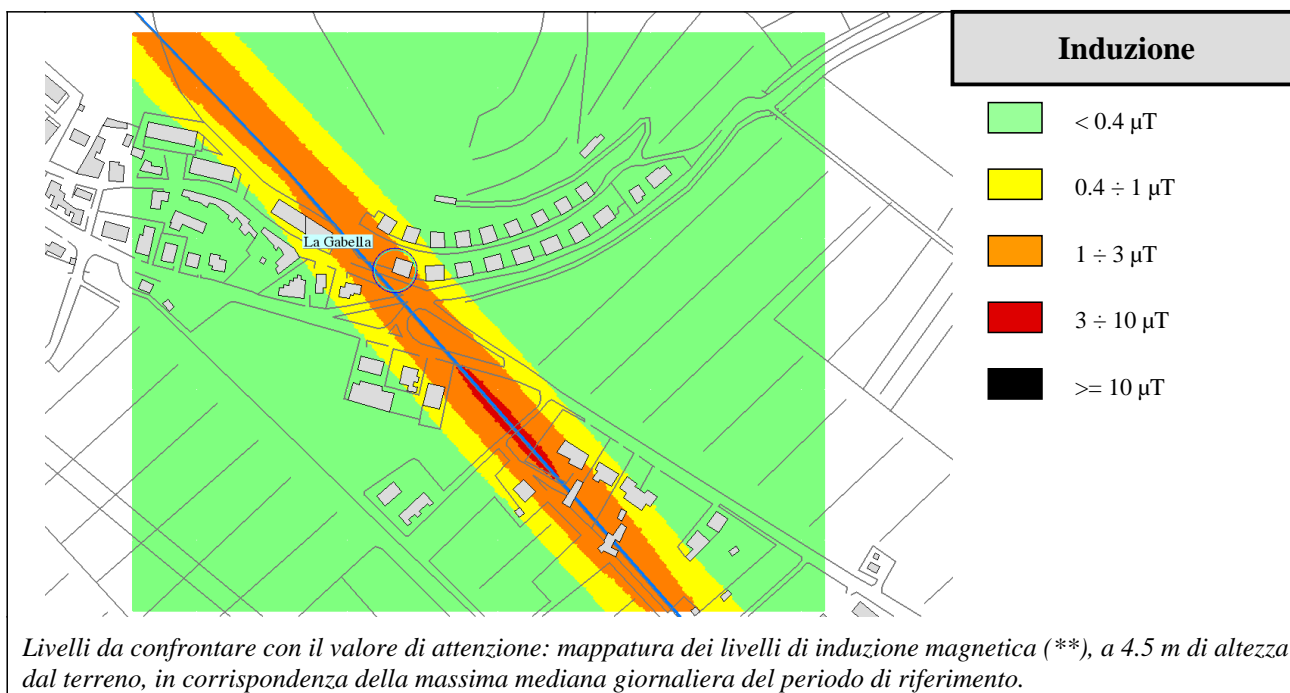 Induzione
< 0.4 µT
0.4 ÷ 1 µT
1 ÷ 3 µT
3 ÷ 10 µT
>= 10 µT
La Gabella
Livelli da confrontare con il valore di attenzione: mappatura dei livelli di induzione magnetica (**), a 4.5 m di altezza
dal terreno, in corrispondenza della massima mediana giornaliera del periodo di riferimento.